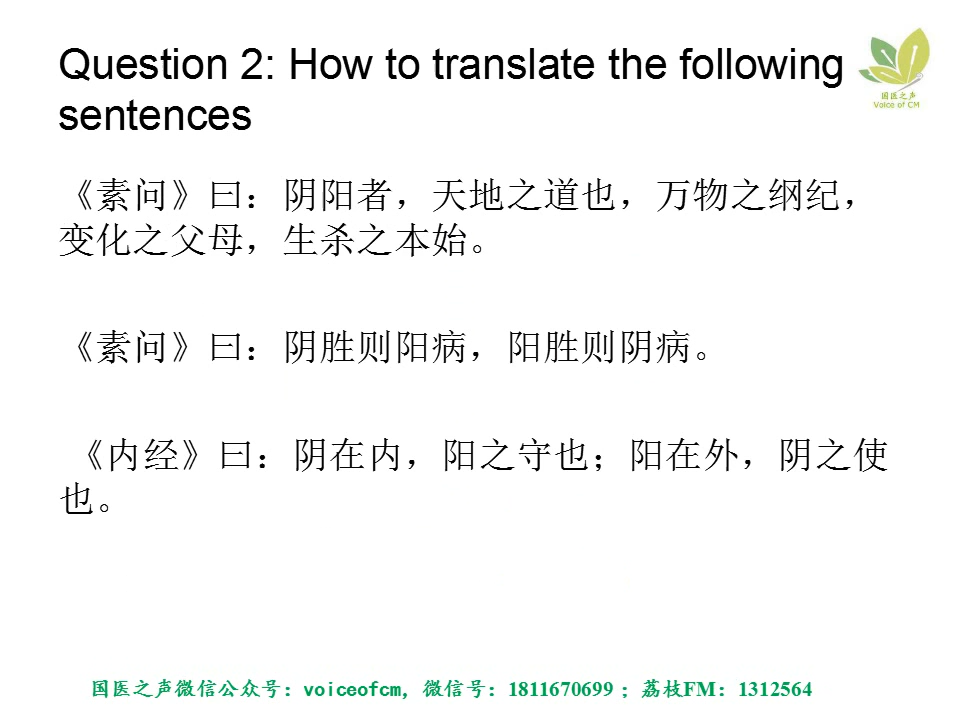 Question 2: How to translate the following
sentences
国医之声
Voice of CM
《素问》曰：阴阳者，天地之道也，万物之纲纪，
变化之父母，生杀之本始。
《素问》曰：阴胜则阳病，阳胜则阴病。
《内经》曰：阴在内，阳之守也；阳在外，阴之使
也。
国医之声微信公众号：voiceofcm，微信号：1811670699；荔枝FM：1312564